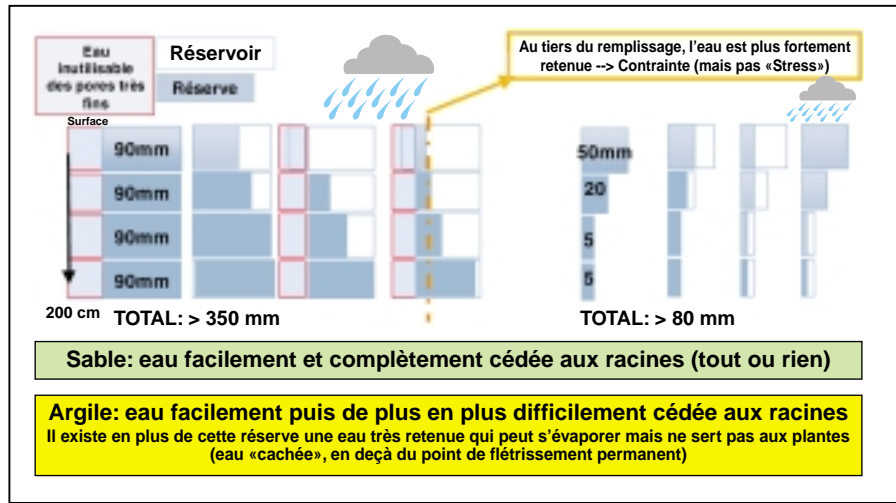 Eau
inutilisable
des pores très
fins
Réservoir
Réserve
Au tiers du remplissage, l’eau est plus fortement
retenue --> Contrainte (mais pas «Stress»)
Surface
90mm
90mm
90mm
90mm
200 cm
TOTAL: > 350 mm
50mm
20
5
5
TOTAL: > 80 mm
Sable: eau facilement et complètement cédée aux racines (tout ou rien)
Argile: eau facilement puis de plus en plus difficilement cédée aux racines
Il existe en plus de cette réserve une eau très retenue qui peut s’évaporer mais ne sert pas aux plantes
(eau «cachée», en deçà du point de flétrissement permanent)